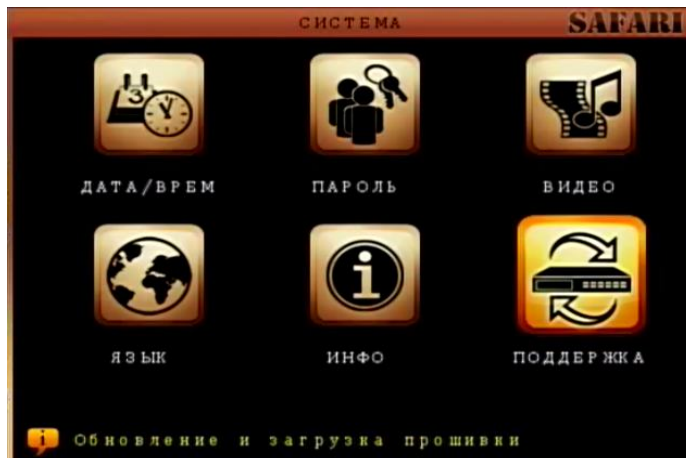 СИСТЕМА SAFARI
ДАТА/ВРЕМ ПАРОЛЬ ВИДЕО
ЯЗЫК ИНФО ПОДДЕРЖКА
Обновление и загрузка прошивки